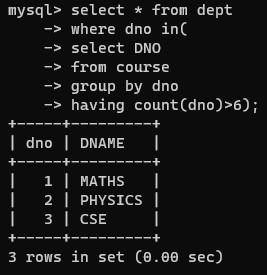 mysql> select * from dept
    -> where dno in(
    -> select DNO
    -> from course
    -> group by dno
    -> having count(dno)>6);
+-----+---------+
| dno | DNAME   |
+-----+---------+
|   1 | MATHS   |
|   2 | PHYSICS |
|   3 | CSE     |
+-----+---------+
3 rows in set (0.00 sec)